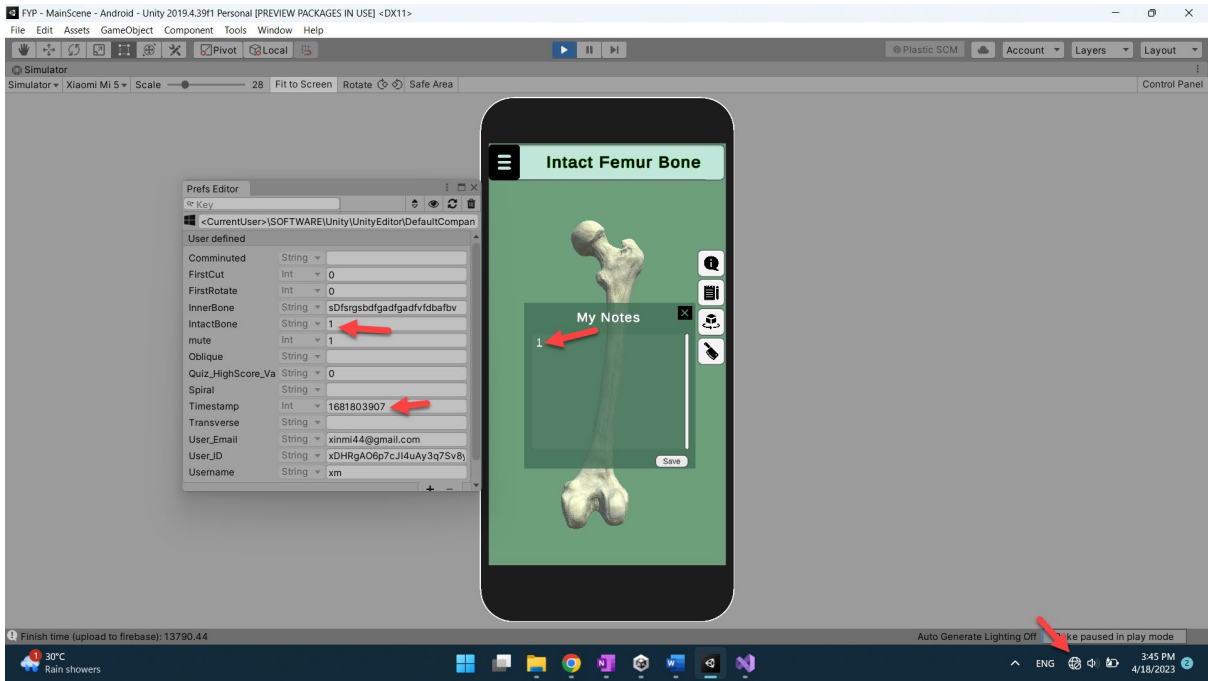 FYP - MainScene - Android - Unity 2019.4.39f1 Personal [PREVIEW PACKAGES IN USE] <DX11>
File Edit Assets GameObject Component Tools Window Help
Pivot Local Plastic SCM Account Layers Layout
Simulator
Simulator Xiaomi Mi 5 Scale 28 Fit to Screen Rotate Safe Area Control Panel
Intact Femur Bone
Prefs Editor
Key
<CurrentUser>\SOFTWARE\Unity\UnityEditor\DefaultCompan
User defined
Comminuted String
FirstCut Int 0
FirstRotate Int 0
InnerBone String sDfsrgsbdfgadfgadfvfdbafbv
IntactBone String 1
mute Int 1
Oblique String
Quiz_HighScore_Va String 0
Spiral String
Timestamp Int 1681803907
Transverse String
User_Email String xinmi44@gmail.com
User_ID String xDHRgAO6p7cJI4uAy3q7Sv8y
Username String xm
My Notes
1
Save
Finish time (upload to firebase): 13790.44 Auto Generate Lighting Off ke paused in play mode
1
30°C
Rain showers
ENG
3:45 PM
4/18/2023
2